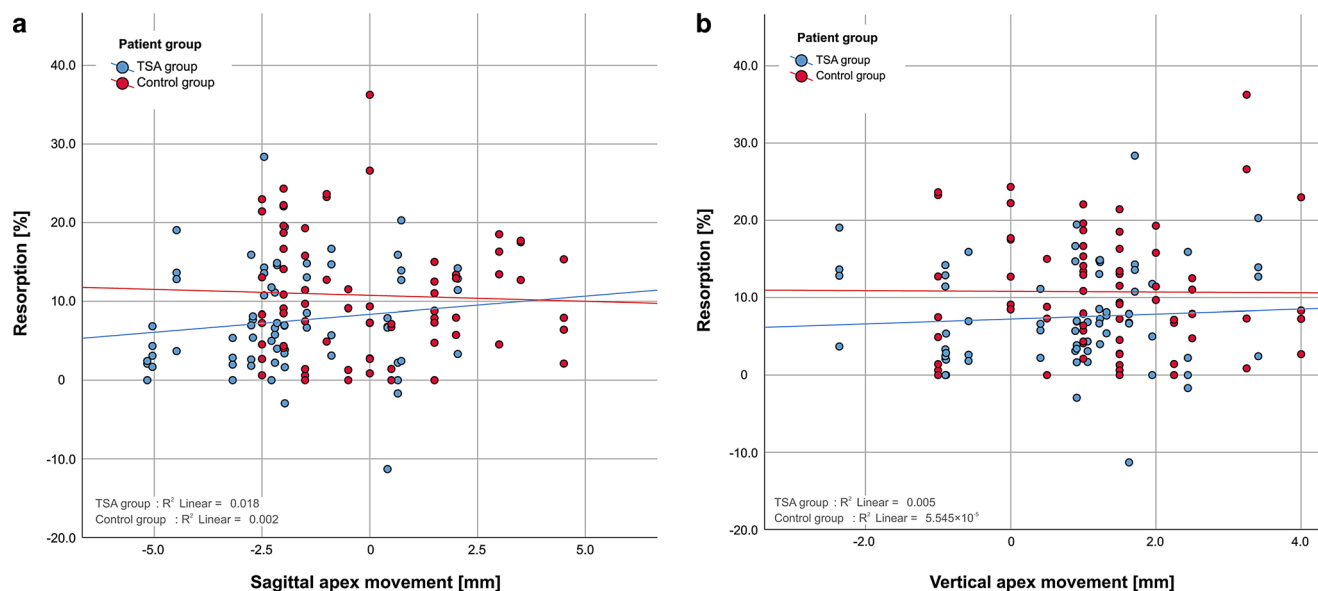 a
Patient group
TSA group
Control group
40.0
30.0
20.0
10.0
0
-10.0
-20.0
Resorption [%]
TSA group : R² Linear = 0.018
Control group : R² Linear = 0.002
-5.0 -2.5 0 2.5 5.0
Sagittal apex movement [mm]
b
Patient group
TSA group
Control group
40.0
30.0
20.0
10.0
0
-10.0
-20.0
Resorption [%]
TSA group : R² Linear = 0.005
Control group : R² Linear = 5.545×10⁻⁵
-2.0 0 2.0 4.0
Vertical apex movement [mm]